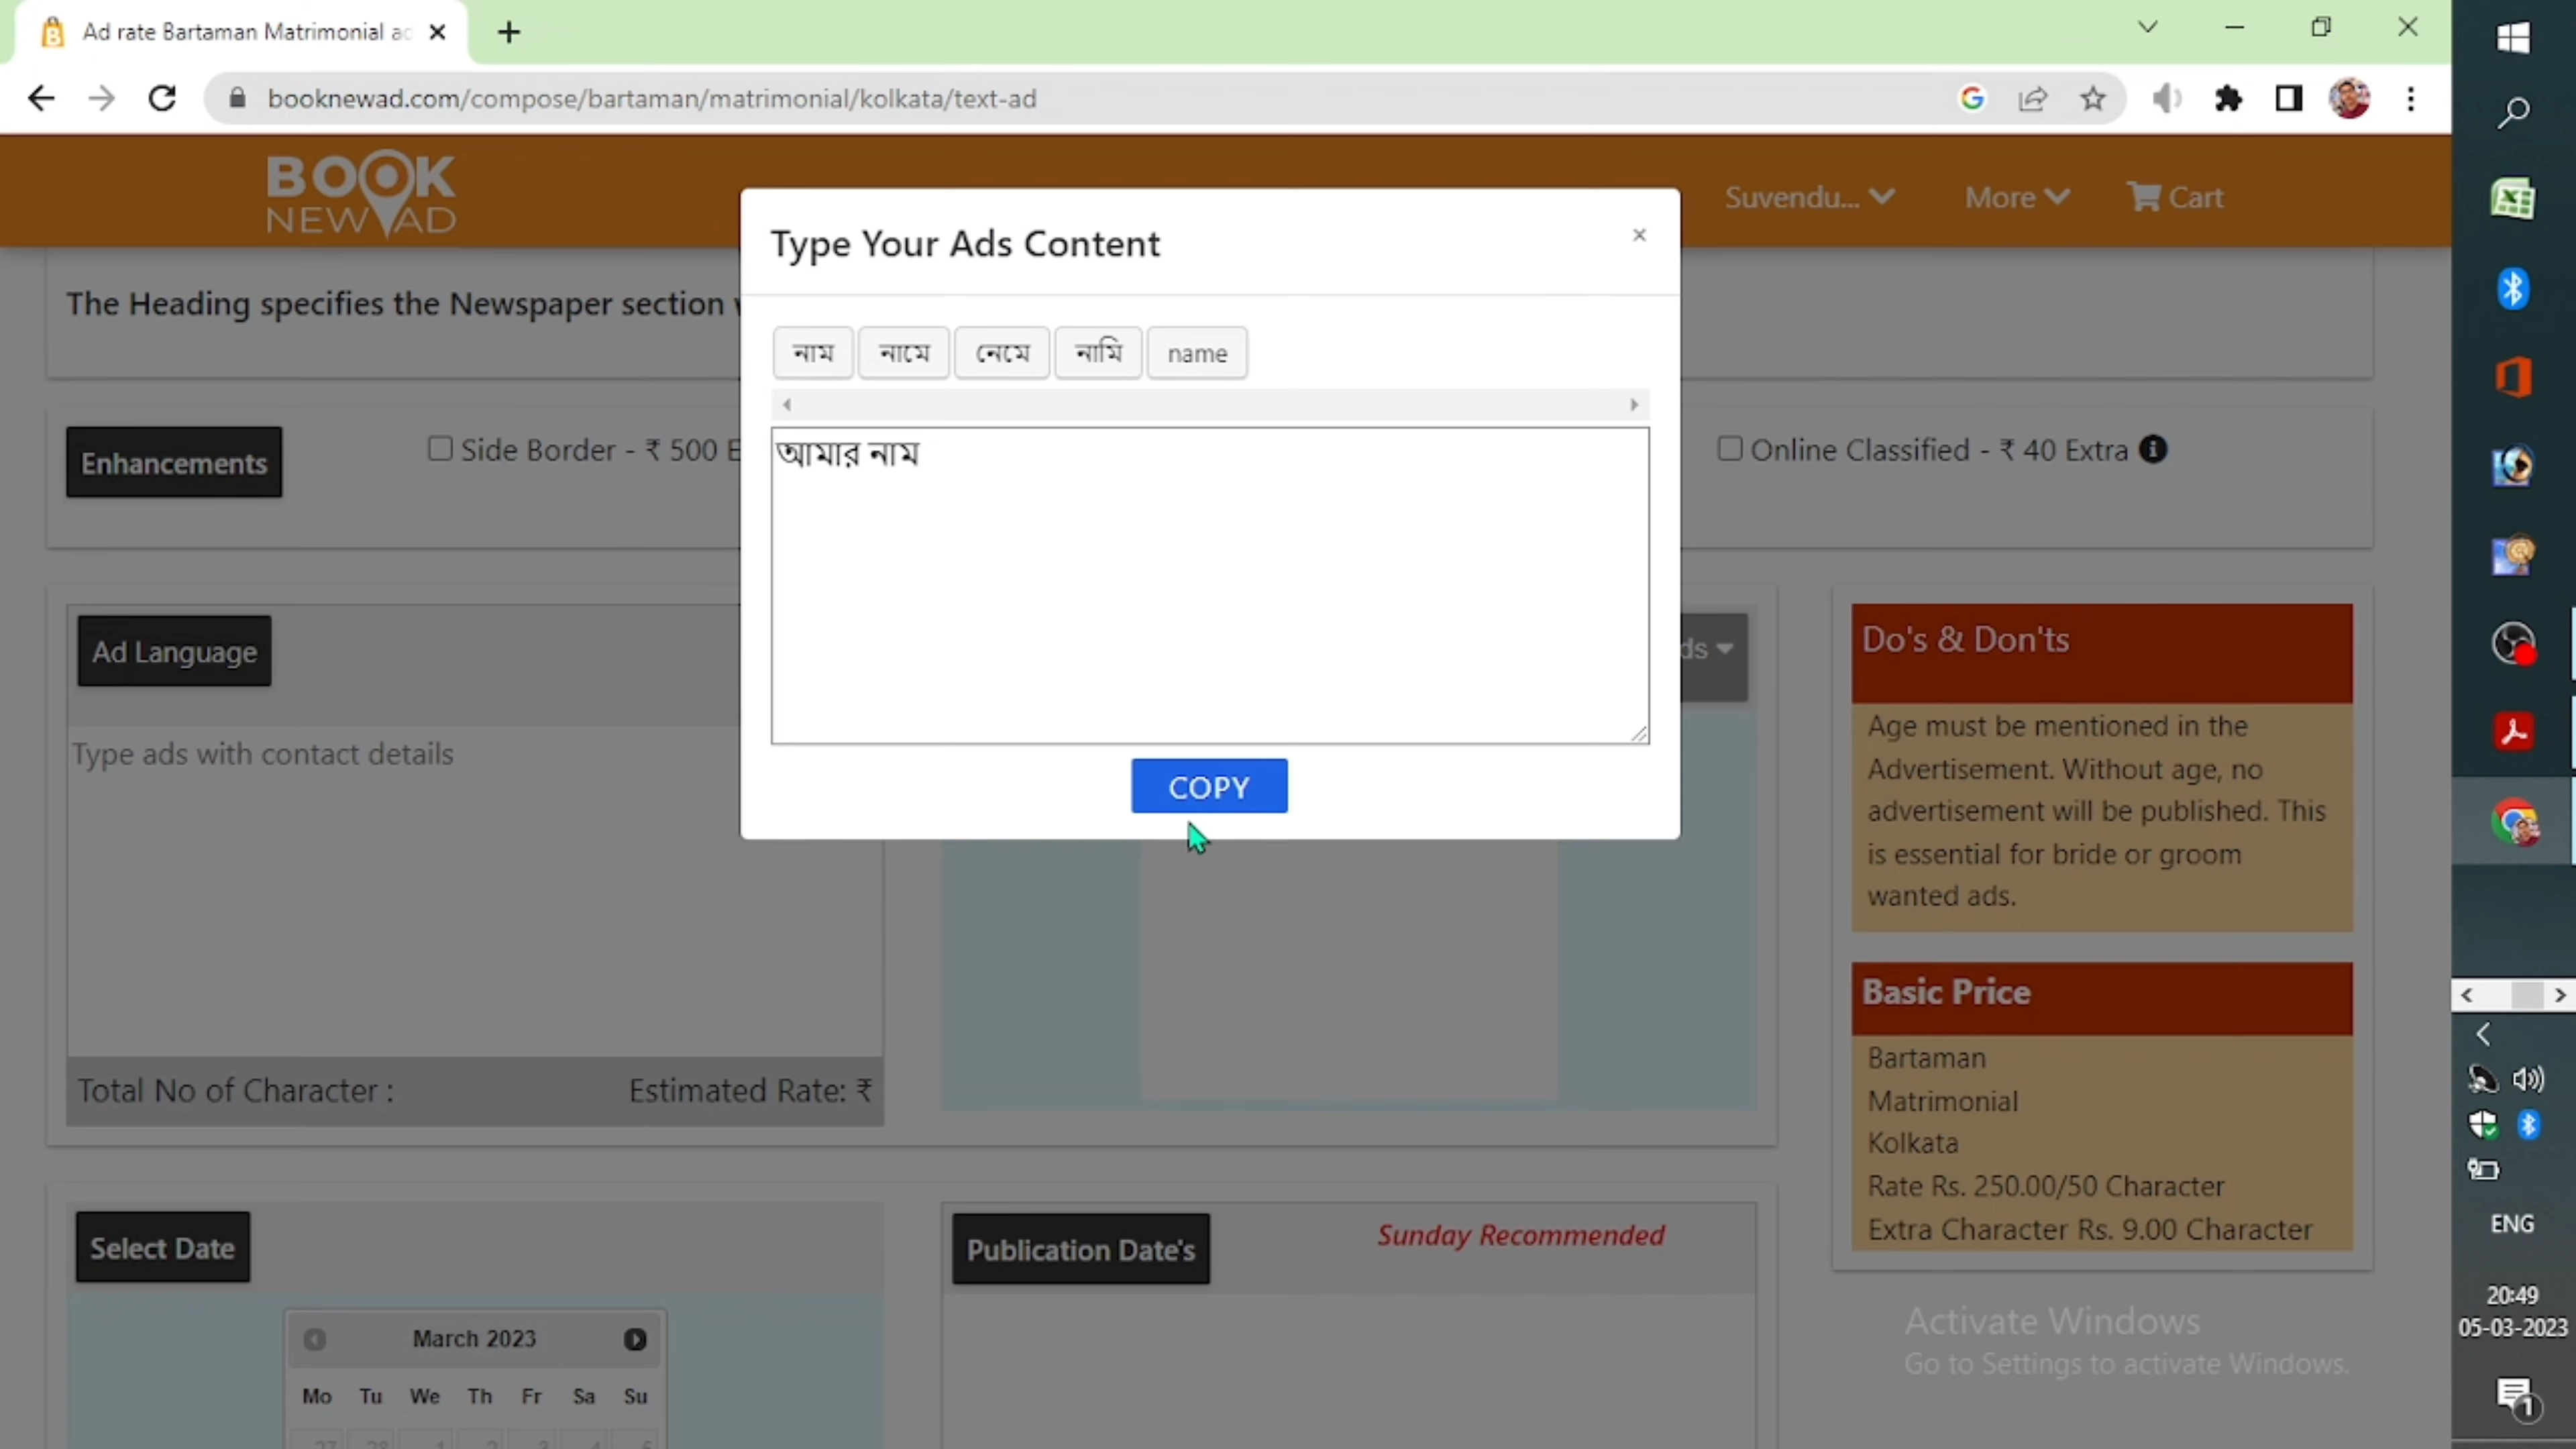 Ad rate Bartaman Matrimonial
booknewad.com/compose/bartaman/matrimonial/kolkata/text-ad
BOOK
NEW AD
Suvendu...
More
Cart
Type Your Ads Content
×
The Heading specifies the Newspaper section
নাম
নামে
নেমে
নামি
name
Enhancements
Side Border - ₹ 500
Online Classified - ₹ 40 Extra
আমার নাম
Ad Language
ds
Type ads with contact details
COPY
Do's & Don'ts
Age must be mentioned in the
Advertisement. Without age, no
advertisement will be published. This
is essential for bride or groom
wanted ads.
Total No of Character :
Estimated Rate: ₹
Basic Price
Bartaman
Matrimonial
Kolkata
Rate Rs. 250.00/50 Character
Extra Character Rs. 9.00 Character
Select Date
Publication Date's
Sunday Recommended
March 2023
Mo Tu We Th Fr Sa Su
Activate Windows
Go to Settings to activate Windows.
ENG
20:49
05-03-2023
1